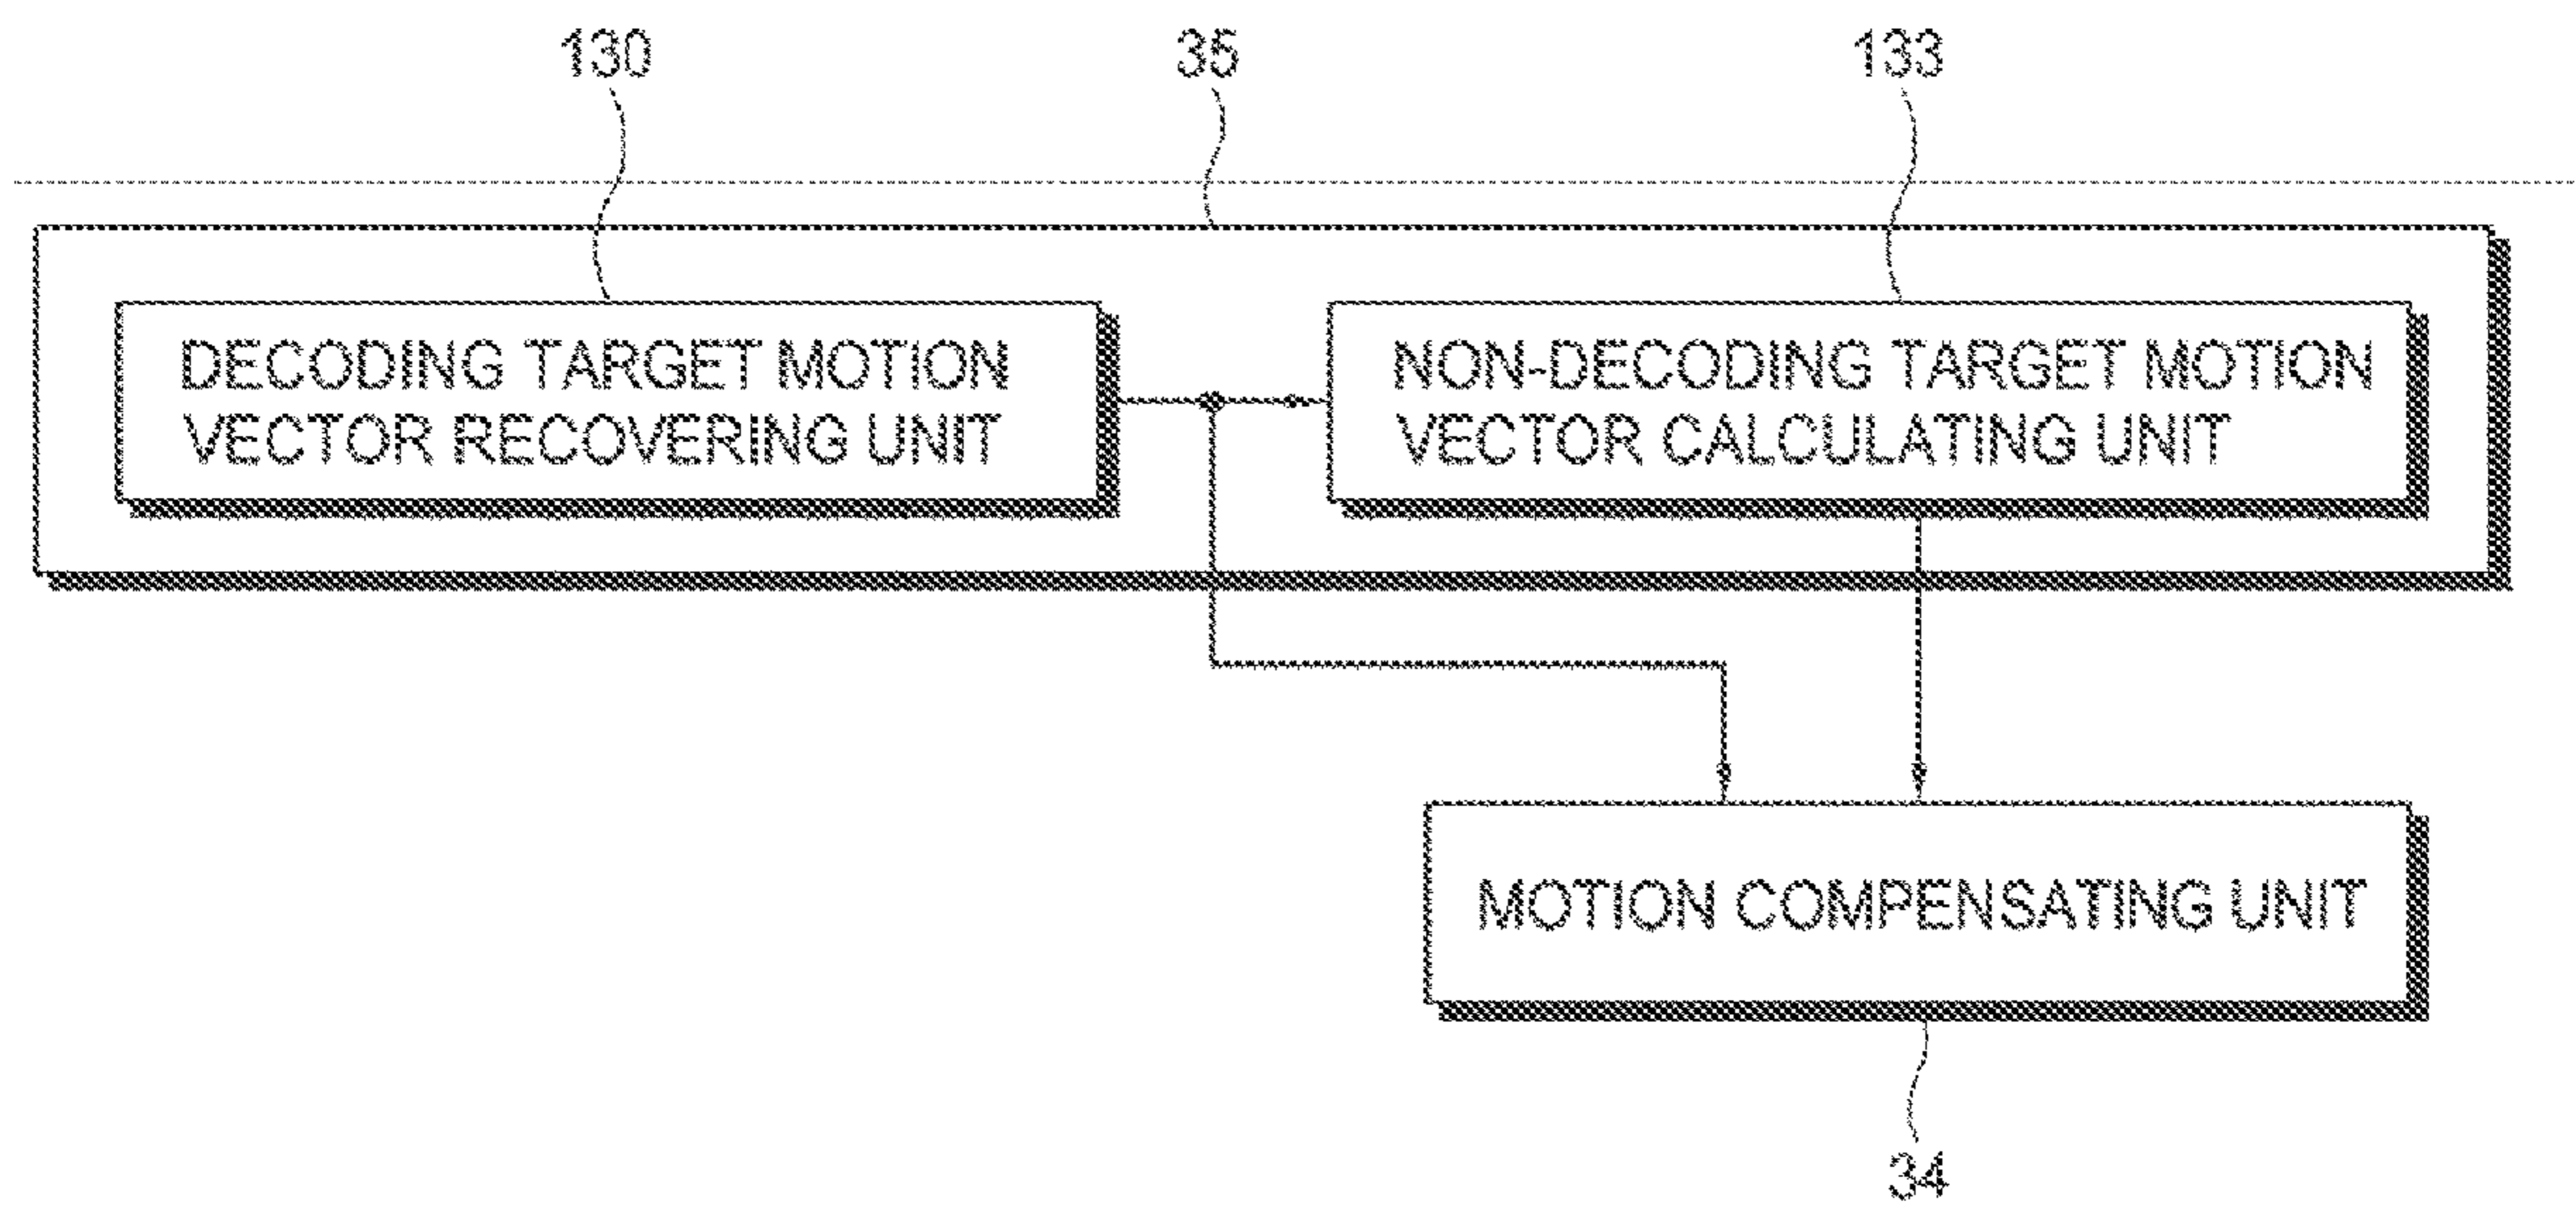 130
35
133
DECODING TARGET MOTION
VECTOR RECOVERING UNIT
NON-DECODING TARGET MOTION
VECTOR CALCULATING UNIT
MOTION COMPENSATING UNIT
34